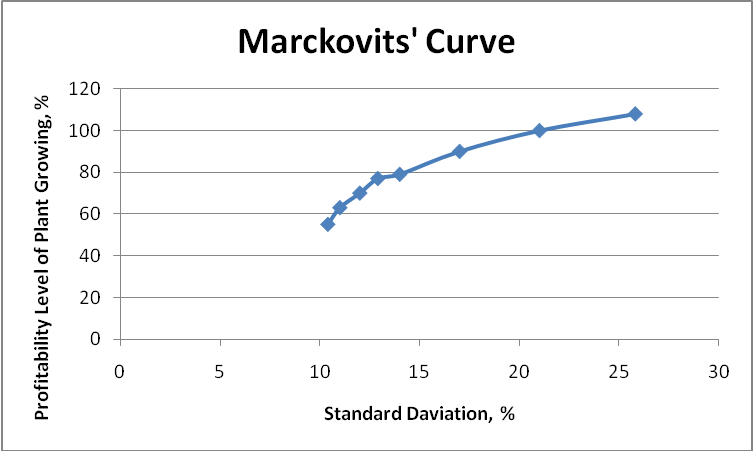 Marckovits' Curve
Profitability Level of Plant Growing, %
120
100
80
60
40
20
0
0 5 10 15 20 25 30
Standard Daviation, %